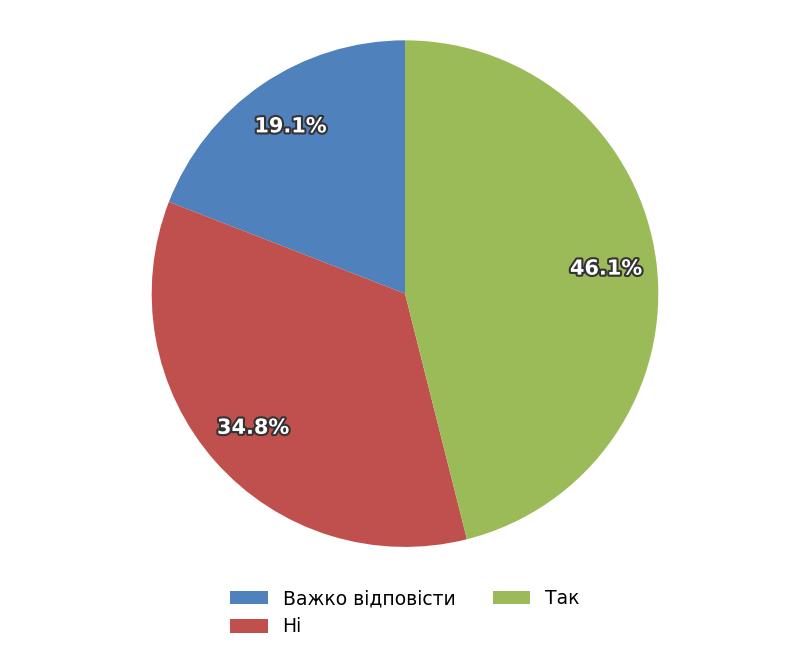 19.1%
46.1%
34.8%
Важко відповісти
Ні
Так